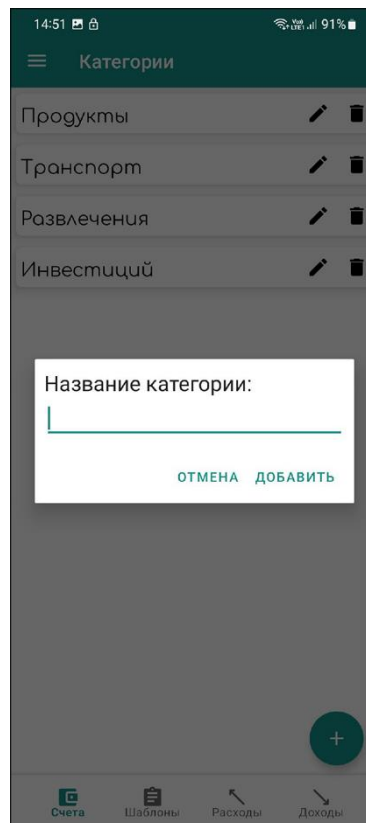 14:51 91%
Категории
Продукты
Транспорт
Развлечения
Инвестиций
Название категории:
ОТМЕНА ДОБАВИТЬ
Счета Шаблоны Расходы Доходы